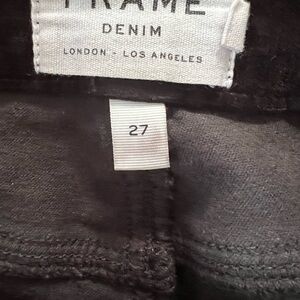 FRAME
DENIM
LONDON - LOS ANGELES
27